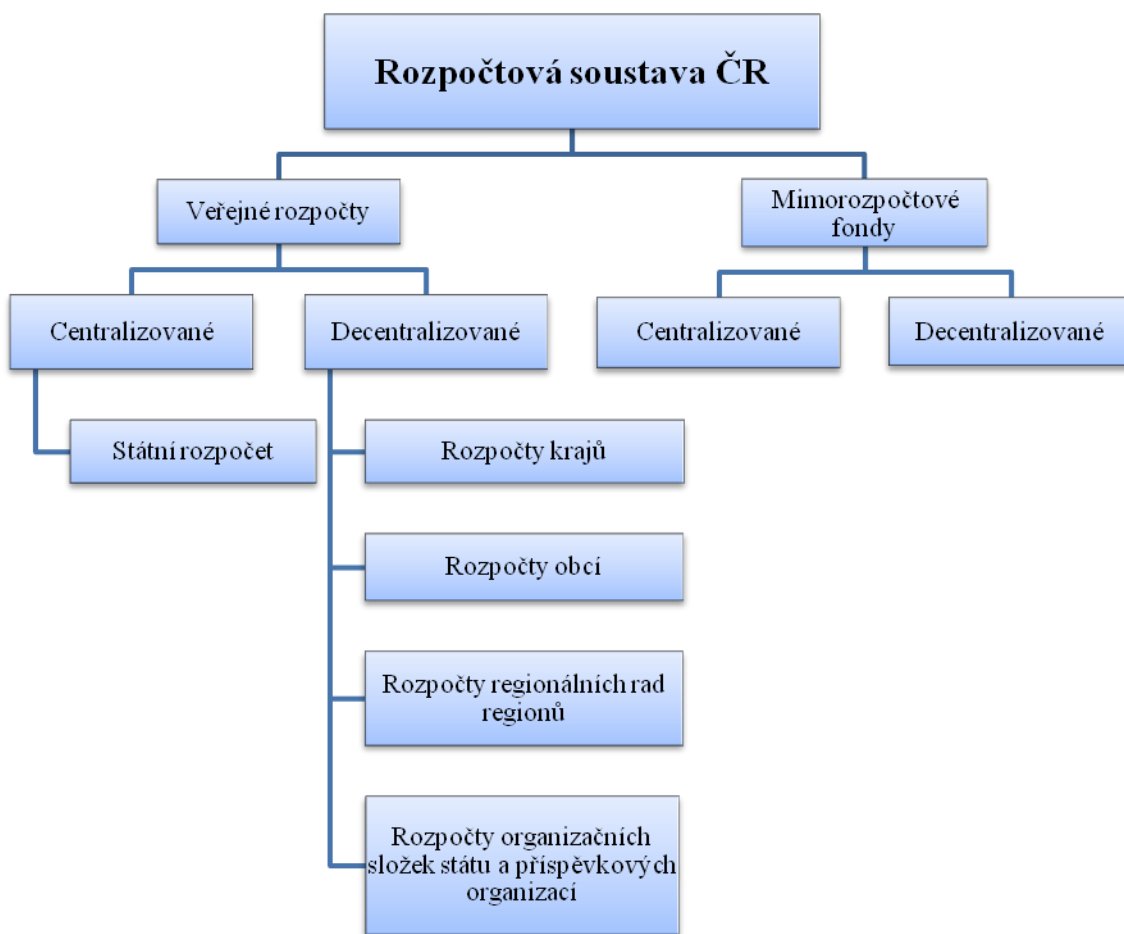 Rozpočtová soustava ČR
Veřejné rozpočty
Mimorozpočtové
fondy
Centralizované
Decentralizované
Centralizované
Decentralizované
Státní rozpočet
Rozpočty krajů
Rozpočty obcí
Rozpočty regionálních rad
regionů
Rozpočty organizačních
složek státu a příspěvkových
organizací